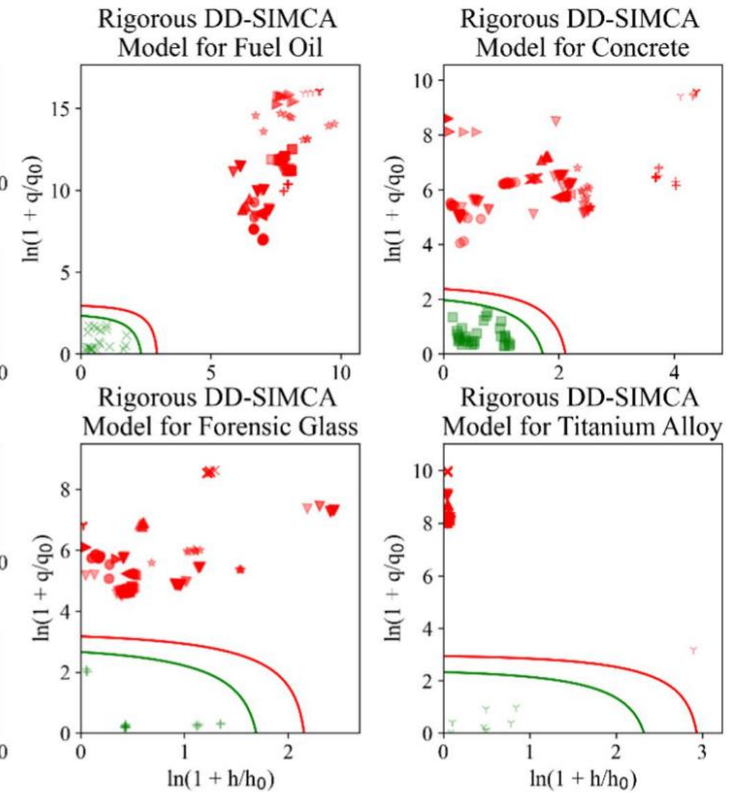 Rigorous DD-SIMCA
Model for Fuel Oil
ln(1 + q/q0)
15
10
5
0
0 5 10
Rigorous DD-SIMCA
Model for Concrete
ln(1 + q/q0)
10
8
6
4
2
0
0 2 4
Rigorous DD-SIMCA
Model for Forensic Glass
ln(1 + q/q0)
8
6
4
2
0
0 1 2
ln(1 + h/h0)
Rigorous DD-SIMCA
Model for Titanium Alloy
ln(1 + q/q0)
10
8
6
4
2
0
0 1 2 3
ln(1 + h/h0)